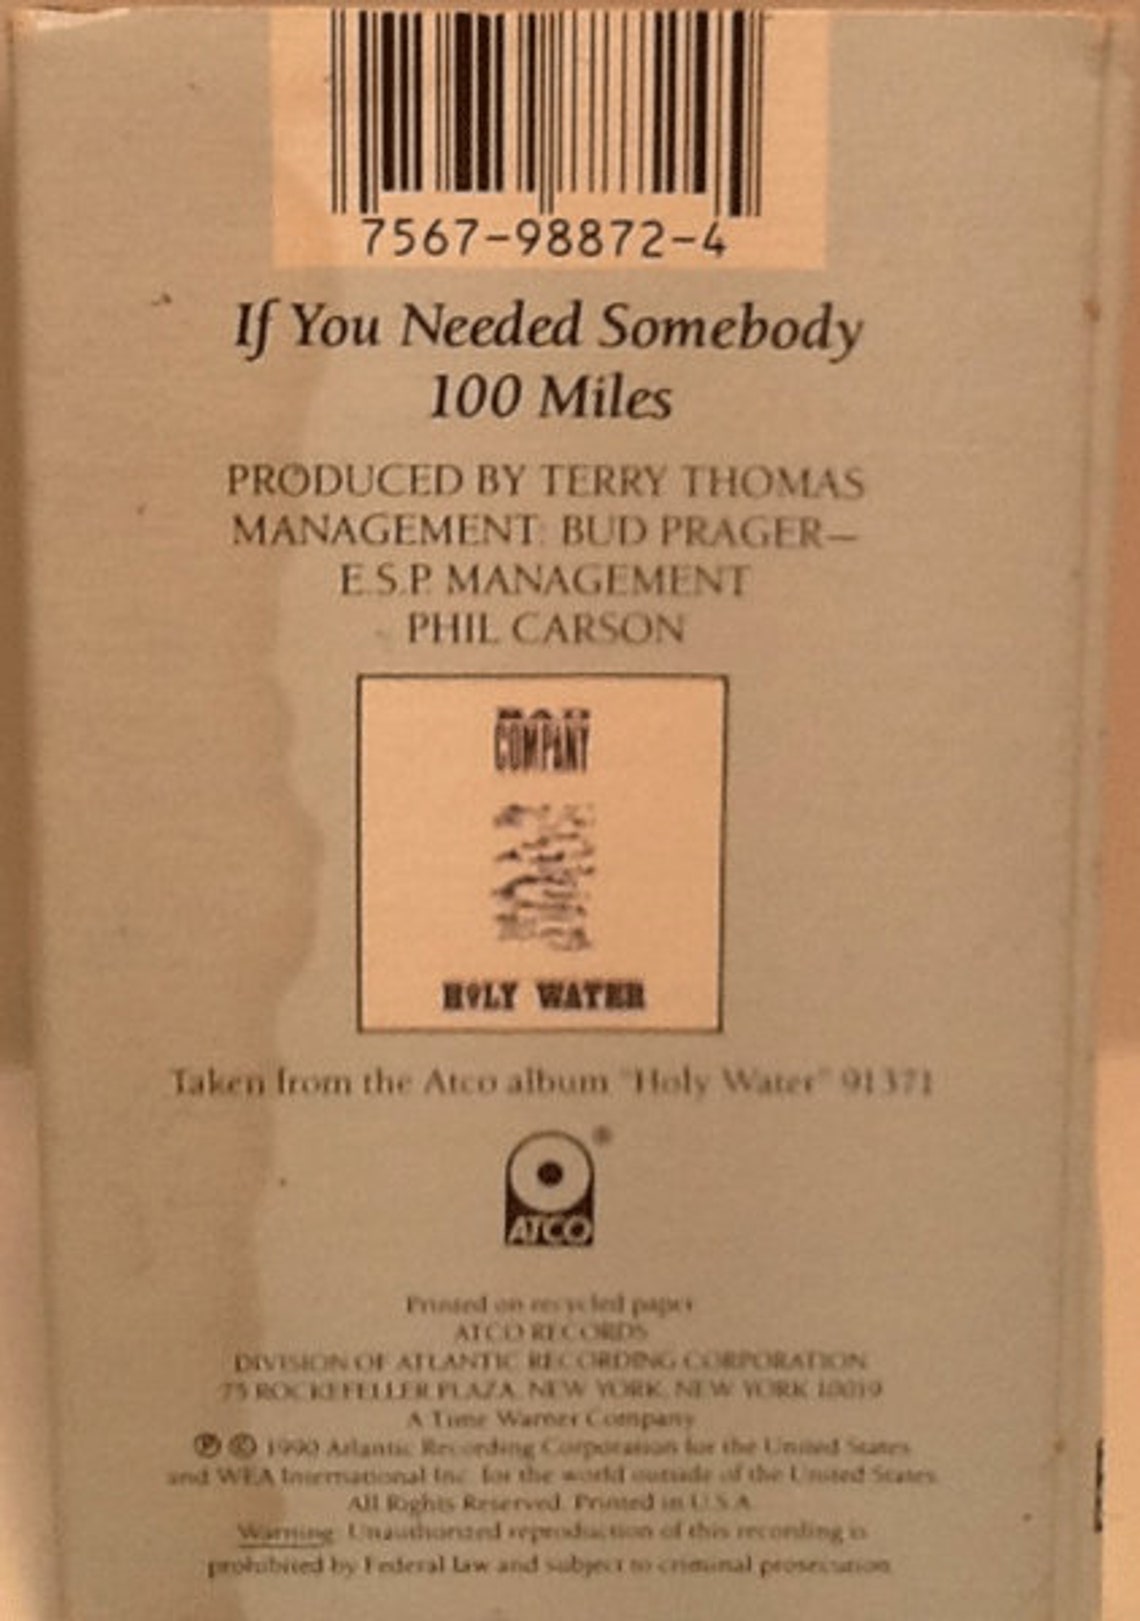 7567-98872-4
If You Needed Somebody
100 Miles
PRODUCED BY TERRY THOMAS
MANAGEMENT: BUD PRAGER—
E.S.P. MANAGEMENT
PHIL CARSON
BAD
COMPANY
HOLY WATER
Taken from the Atco album "Holy Water" 91371
®
ATCO
Printed on recycled paper
ATCO RECORDS
DIVISION OF ATLANTIC RECORDING CORPORATION
75 ROCKEFELLER PLAZA, NEW YORK, NEW YORK 10019
A Time Warner Company
℗ © 1990 Atlantic Recording Corporation for the United States
and WEA International Inc. for the world outside of the United States.
All Rights Reserved. Printed in U.S.A.
Warning: Unauthorized reproduction of this recording is
prohibited by Federal law and subject to criminal prosecution.